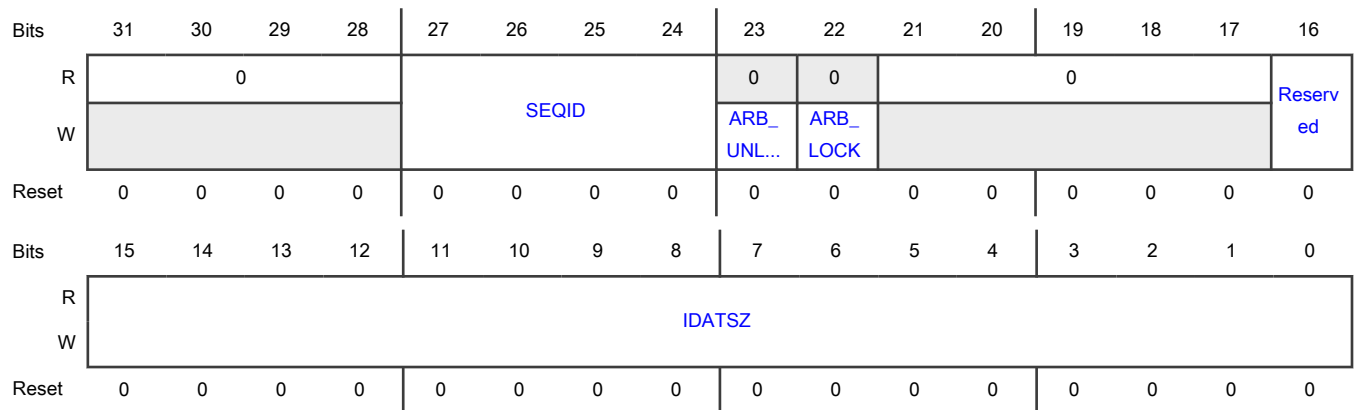 Bits 31 30 29 28 27 26 25 24 23 22 21 20 19 18 17 16
R 0 SEQID 0 0 0 Reserv
ed
W ARB_
UNL... ARB_
LOCK
Reset 0 0 0 0 0 0 0 0 0 0 0 0 0 0 0 0
Bits 15 14 13 12 11 10 9 8 7 6 5 4 3 2 1 0
R IDATSZ
W
Reset 0 0 0 0 0 0 0 0 0 0 0 0 0 0 0 0